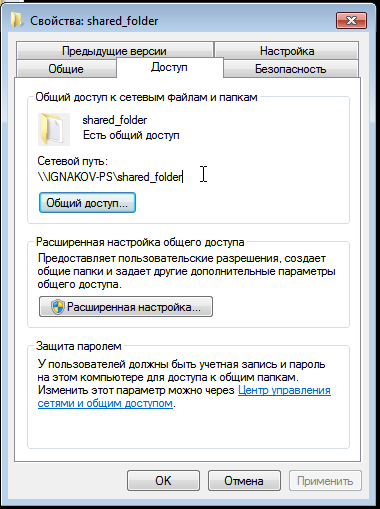 Свойства: shared_folder
Предыдущие версии
Настройка
Общие
Доступ
Безопасность
Общий доступ к сетевым файлам и папкам
shared_folder
Есть общий доступ
Сетевой путь:
\\IGNAKOV-PS\shared_folder
Общий доступ...
Расширенная настройка общего доступа
Предоставляет пользовательские разрешения, создает
общие папки и задает другие дополнительные параметры
общего доступа.
Расширенная настройка...
Защита паролем
У пользователей должны быть учетная запись и пароль
на этом компьютере для доступа к общим папкам.
Изменить этот параметр можно через Центр управления
сетями и общим доступом.
OK
Отмена
Применить